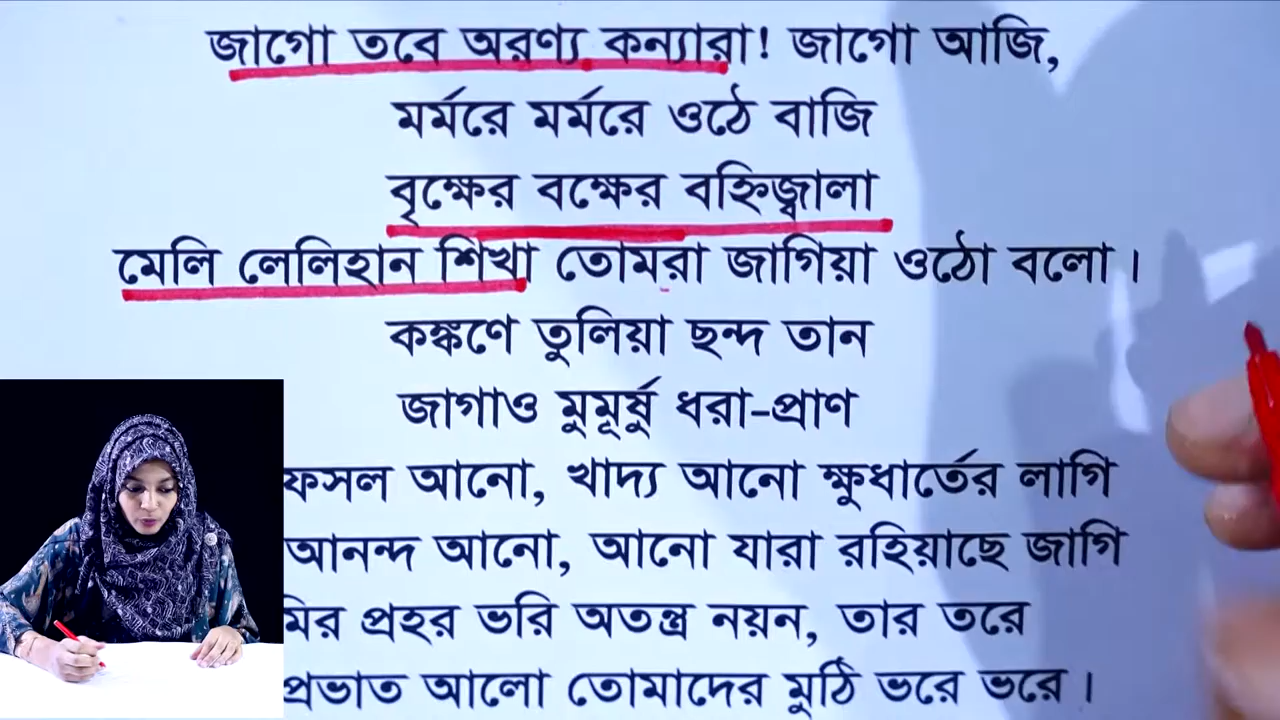 জাগো তবে অরণ্য কন্যারা! জাগো আজি,
মর্মরে মর্মরে ওঠে বাজি
বৃক্ষের বক্ষের বহ্নিজ্বালা
মেলি লেলিহান শিখা তোমরা জাগিয়া ওঠো বলো।
কঙ্কণে তুলিয়া ছন্দ তান
জাগাও মুমূর্ষু ধরা-প্রাণ
ফসল আনো, খাদ্য আনো ক্ষুধার্তের লাগি
আনন্দ আনো, আনো যারা রহিয়াছে জাগি
প্রহর ভরি অতন্ত্র নয়ন, তার তরে
প্রভাত আলো তোমাদের মুঠি ভরে ভরে।